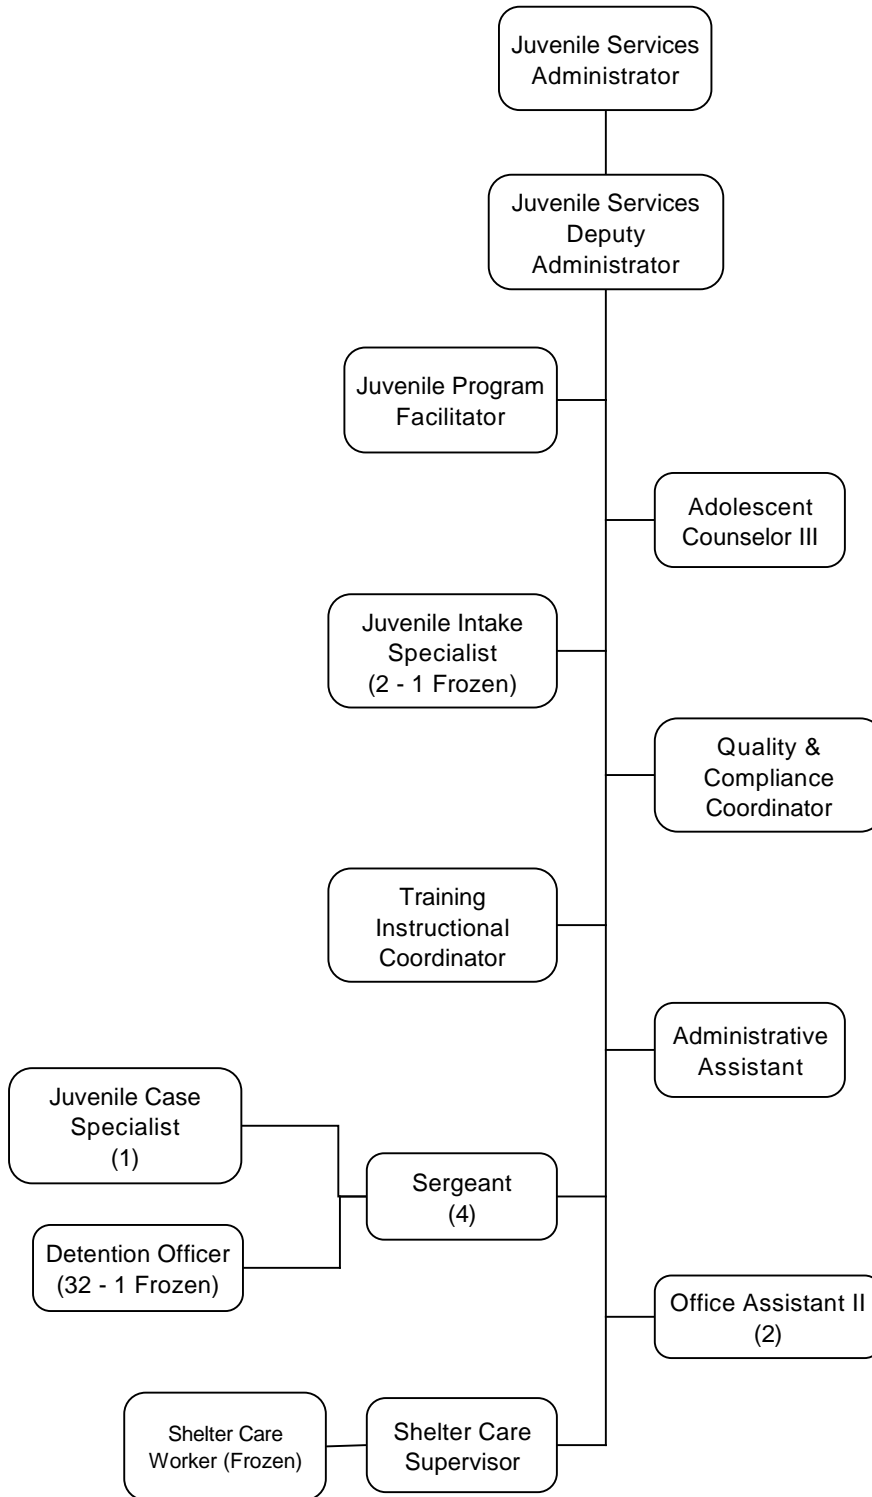 Juvenile Services
Administrator
Juvenile Services
Deputy
Administrator
Juvenile Program
Facilitator
Adolescent
Counselor III
Juvenile Intake
Specialist
(2 - 1 Frozen)
Quality &
Compliance
Coordinator
Training
Instructional
Coordinator
Administrative
Assistant
Juvenile Case
Specialist
(1)
Sergeant
(4)
Detention Officer
(32 - 1 Frozen)
Office Assistant II
(2)
Shelter Care
Worker (Frozen)
Shelter Care
Supervisor